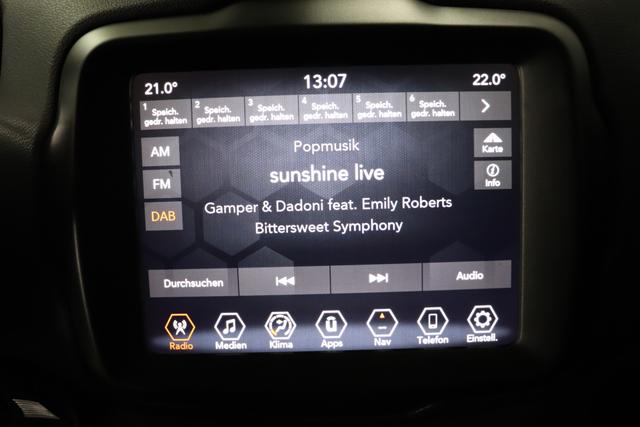 21.0° 13:07 22.0°
1 Speich. gedr. halten 2 Speich. gedr. halten 3 Speich. gedr. halten 4 Speich. gedr. halten 5 Speich. gedr. halten 6 Speich. gedr. halten
AM
FM
DAB
Popmusik
sunshine live
Gamper & Dadoni feat. Emily Roberts
Bittersweet Symphony
Karte
Info
Durchsuchen Audio
Radio Medien Klima Apps Nav Telefon Einstell.